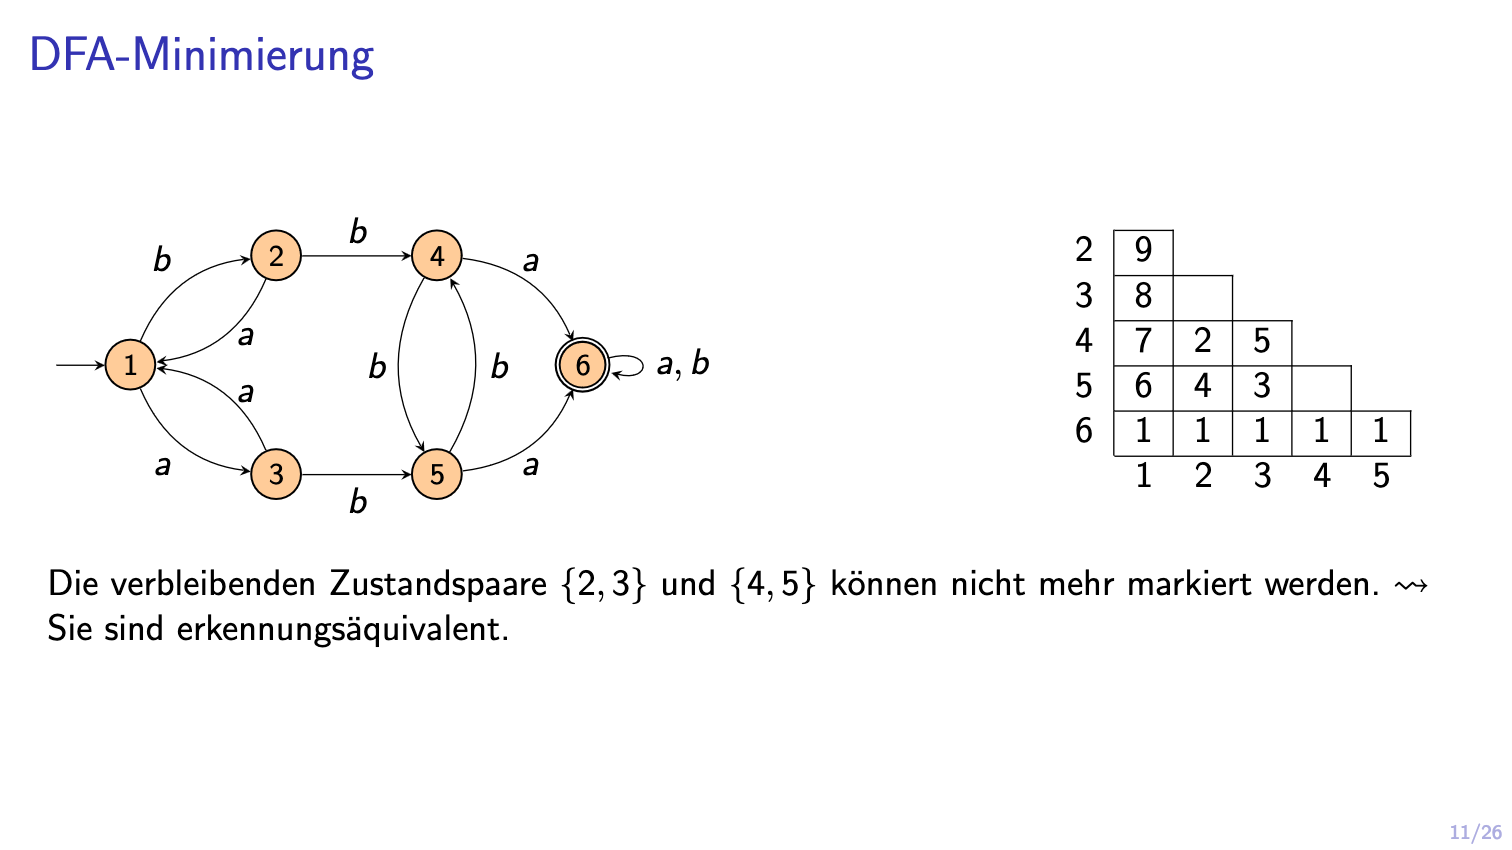 DFA-Minimierung
b
2
b
4
a
a
1
b
b
6
a, b
a
a
3
b
5
a
2 9
3 8
4 7 2 5
5 6 4 3
6 1 1 1 1 1
1 2 3 4 5
Die verbleibenden Zustandspaare {2, 3} und {4, 5} können nicht mehr markiert werden. ⇝
Sie sind erkennungsäquivalent.
11/26